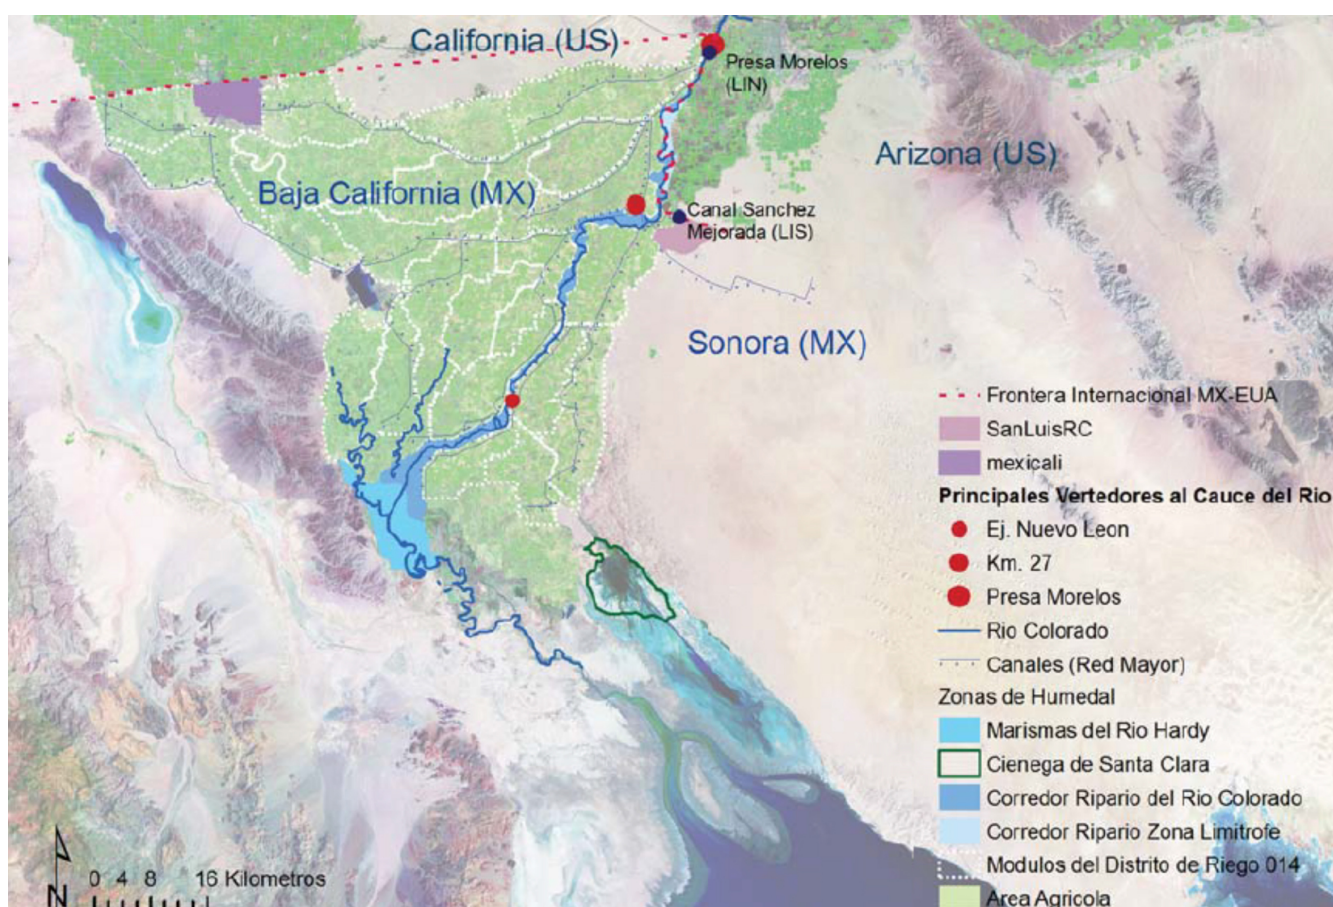 California (US)
Presa Morelos
(LIN)
Arizona (US)
Baja California (MX)
Canal Sanchez
Mejorada (LIS)
Sonora (MX)
Frontera Internacional MX-EUA
SanLuisRC
mexicali
Principales Vertedores al Cauce del Rio
Ej. Nuevo Leon
Km. 27
Presa Morelos
Rio Colorado
Canales (Red Mayor)
Zonas de Humedal
Marismas del Rio Hardy
Cienega de Santa Clara
Corredor Ripario del Rio Colorado
Corredor Ripario Zona Limitrofe
Modulos del Distrito de Riego 014
Area Agricola
0 4 8 16 Kilometros
N